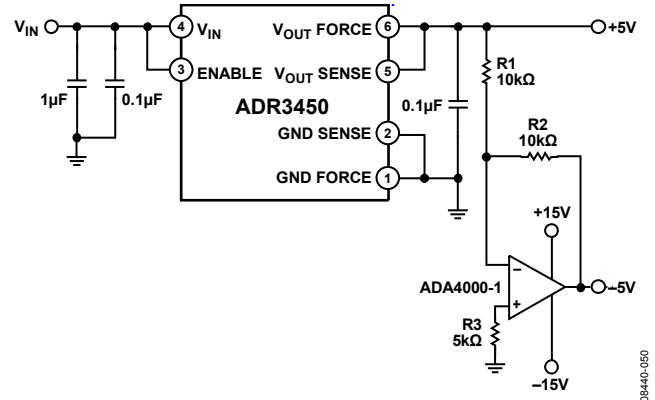 VIN
4
VIN
VOUT FORCE
6
+5V
3
ENABLE
VOUT SENSE
5
R1
10kΩ
1µF
0.1µF
ADR3450
0.1µF
GND SENSE
2
R2
10kΩ
GND FORCE
1
+15V
ADA4000-1
–
+
–5V
R3
5kΩ
–15V
08440-050